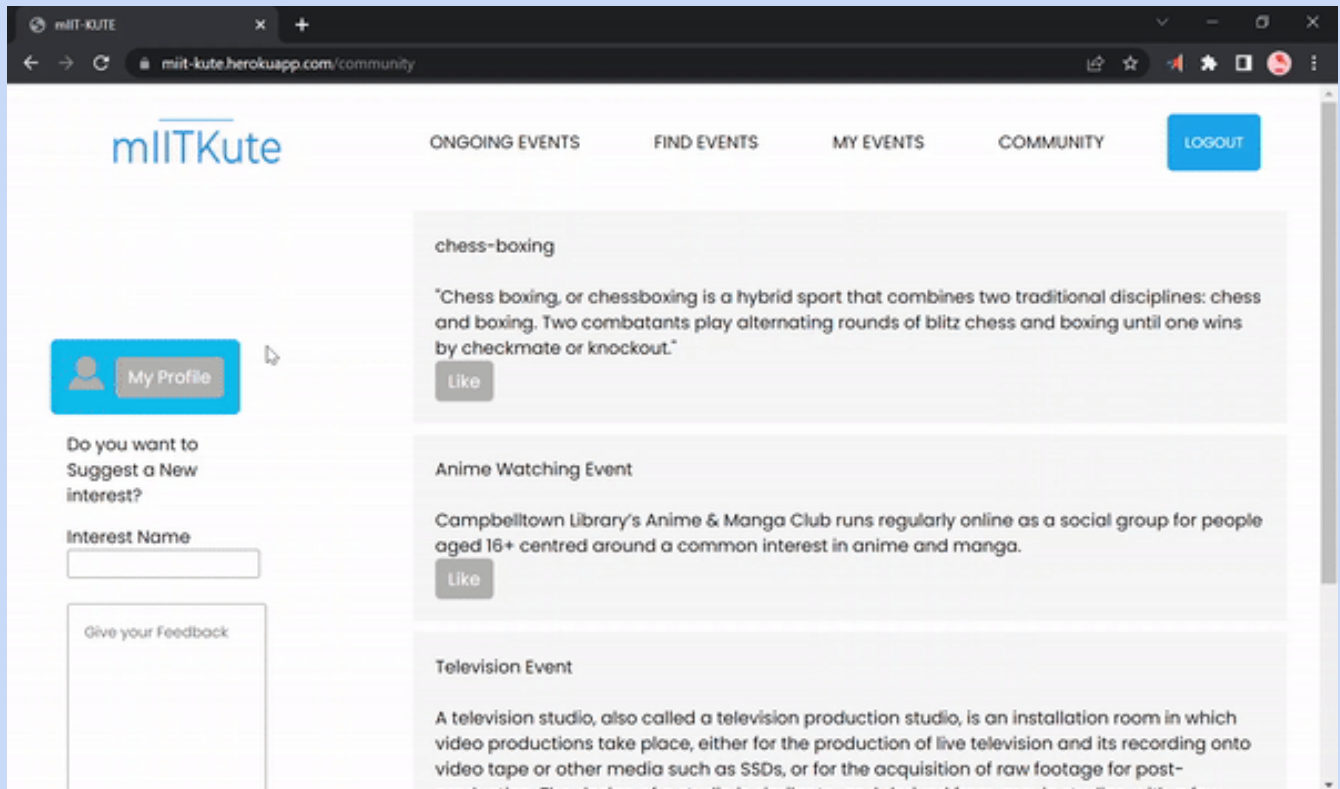 mIIT-KUTE
miit-kute.herokuapp.com/community
mIITKute
ONGOING EVENTS
FIND EVENTS
MY EVENTS
COMMUNITY
LOGOUT
My Profile
Do you want to
Suggest a New
interest?
Interest Name
Give your Feedback
chess-boxing
"Chess boxing, or chessboxing is a hybrid sport that combines two traditional disciplines: chess
and boxing. Two combatants play alternating rounds of blitz chess and boxing until one wins
by checkmate or knockout."
Like
Anime Watching Event
Campbelltown Library's Anime & Manga Club runs regularly online as a social group for people
aged 16+ centred around a common interest in anime and manga.
Like
Television Event
A television studio, also called a television production studio, is an installation room in which
video productions take place, either for the production of live television and its recording onto
video tape or other media such as SSDs, or for the acquisition of raw footage for post-